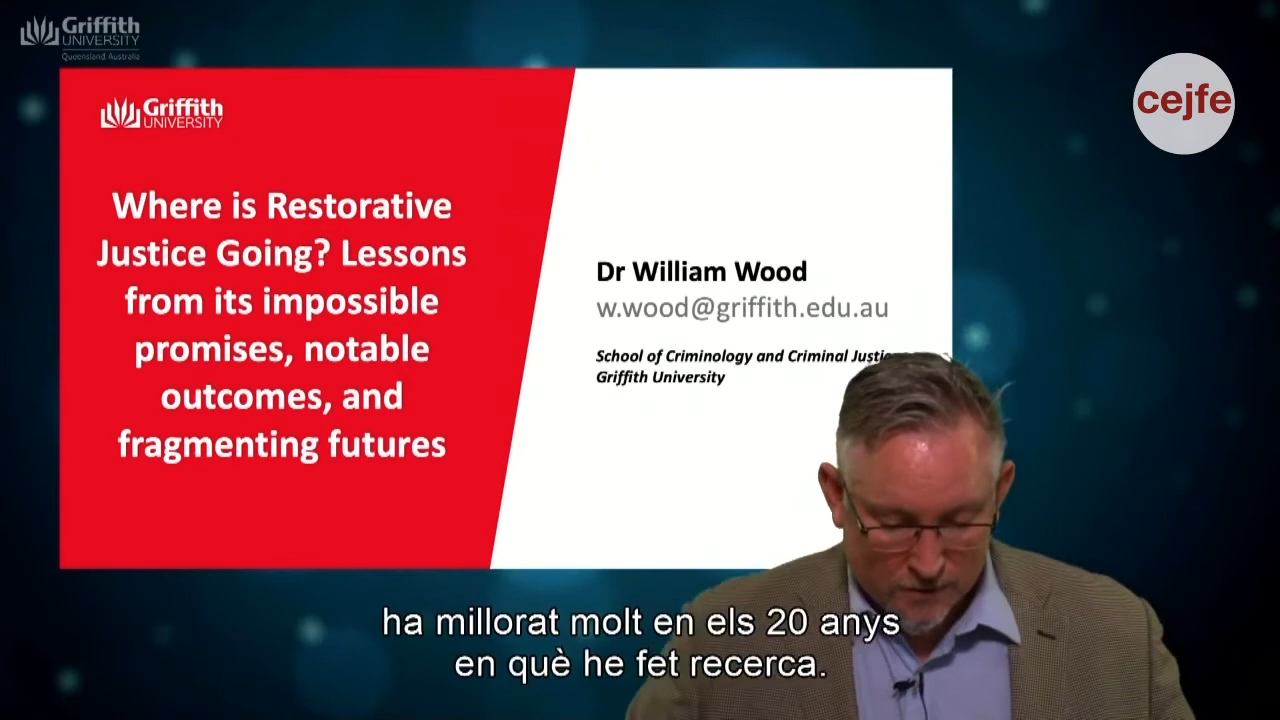 Griffith
UNIVERSITY
Queensland, Australia
cejfe
Griffith
UNIVERSITY
Where is Restorative
Justice Going? Lessons
from its impossible
promises, notable
outcomes, and
fragmenting futures
Dr William Wood
w.wood@griffith.edu.au
School of Criminology and Criminal Justic
Griffith University
ha millorat molt en els 20 anys
en què he fet recerca.